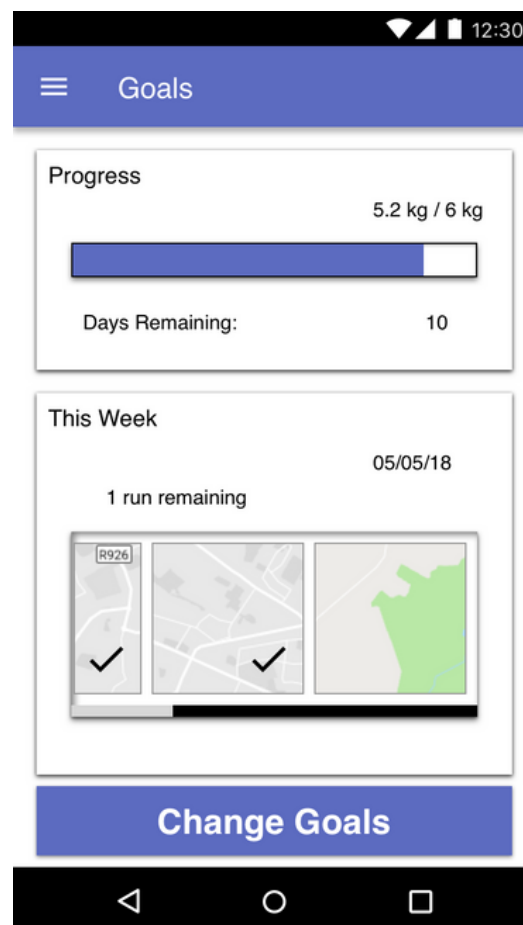 12:30
Goals
Progress
5.2 kg / 6 kg
Days Remaining: 10
This Week
05/05/18
1 run remaining
R926
Change Goals